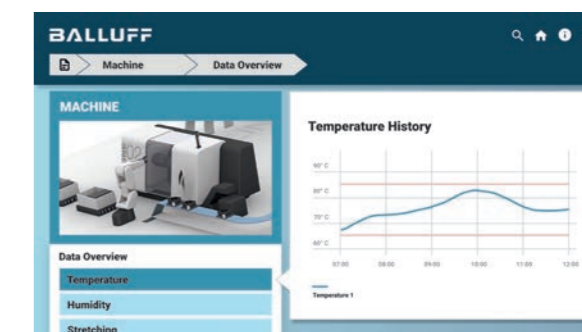 BALLUFF
Machine
Data Overview
MACHINE
Temperature History
90° C
80° C
70° C
60° C
07:00 08:00 09:00 10:00 11:00 12:00
Temperature 1
Data Overview
Temperature
Humidity
Stretching